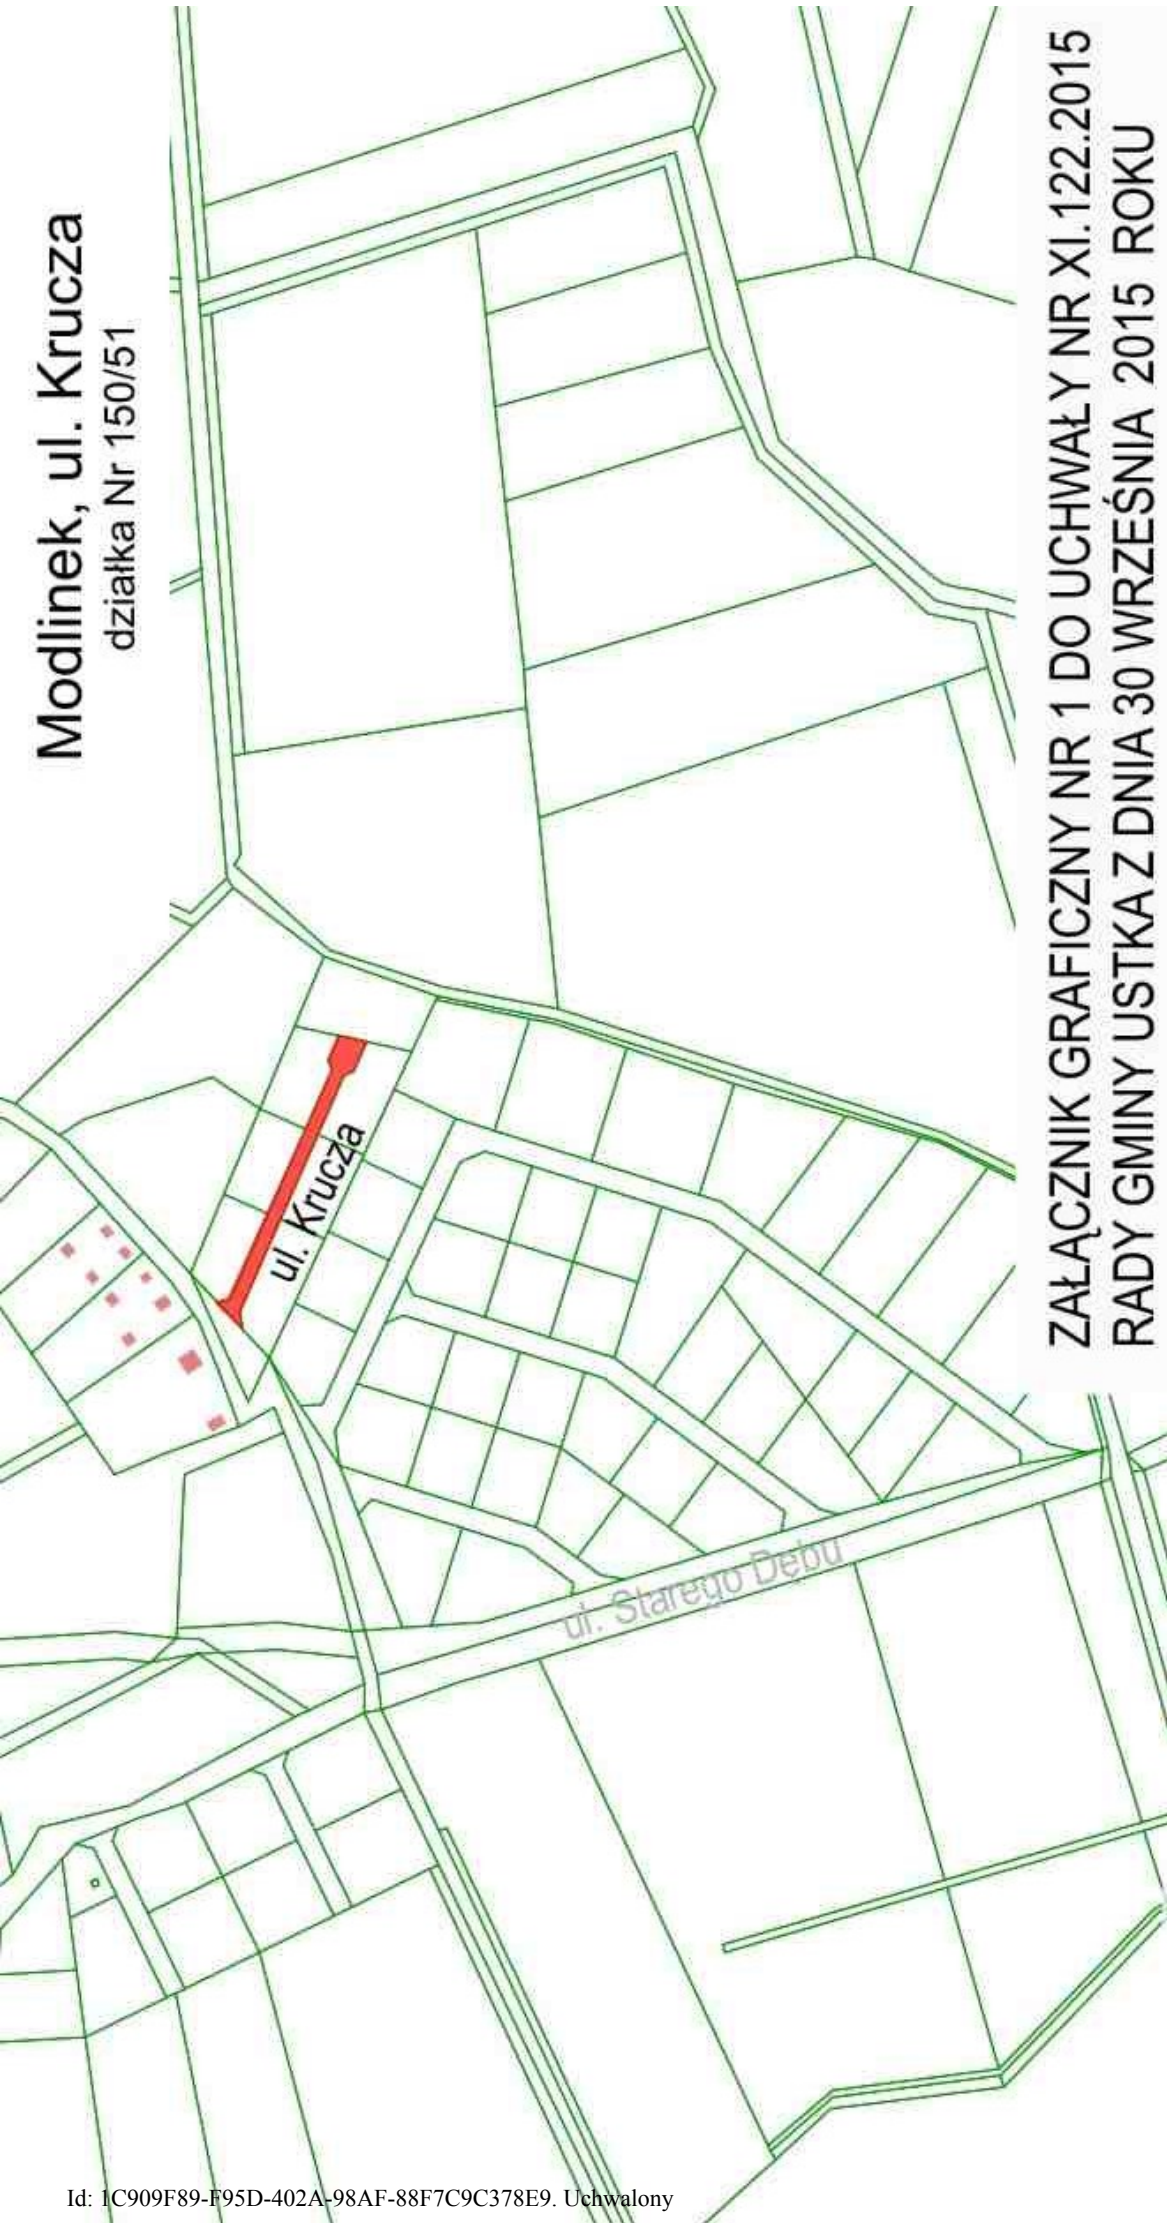 Modlinek, ul. Krucza
działka Nr 150/51
ul. Krucza
ul. Starego Dębu
ZAŁĄCZNIK GRAFICZNY NR 1 DO UCHWAŁY NR XI.122.2015
RADY GMINY USTKA Z DNIA 30 WRZEŚNIA 2015 ROKU
Id: 1C909F89-F95D-402A-98AF-88F7C9C378E9. Uchwalony